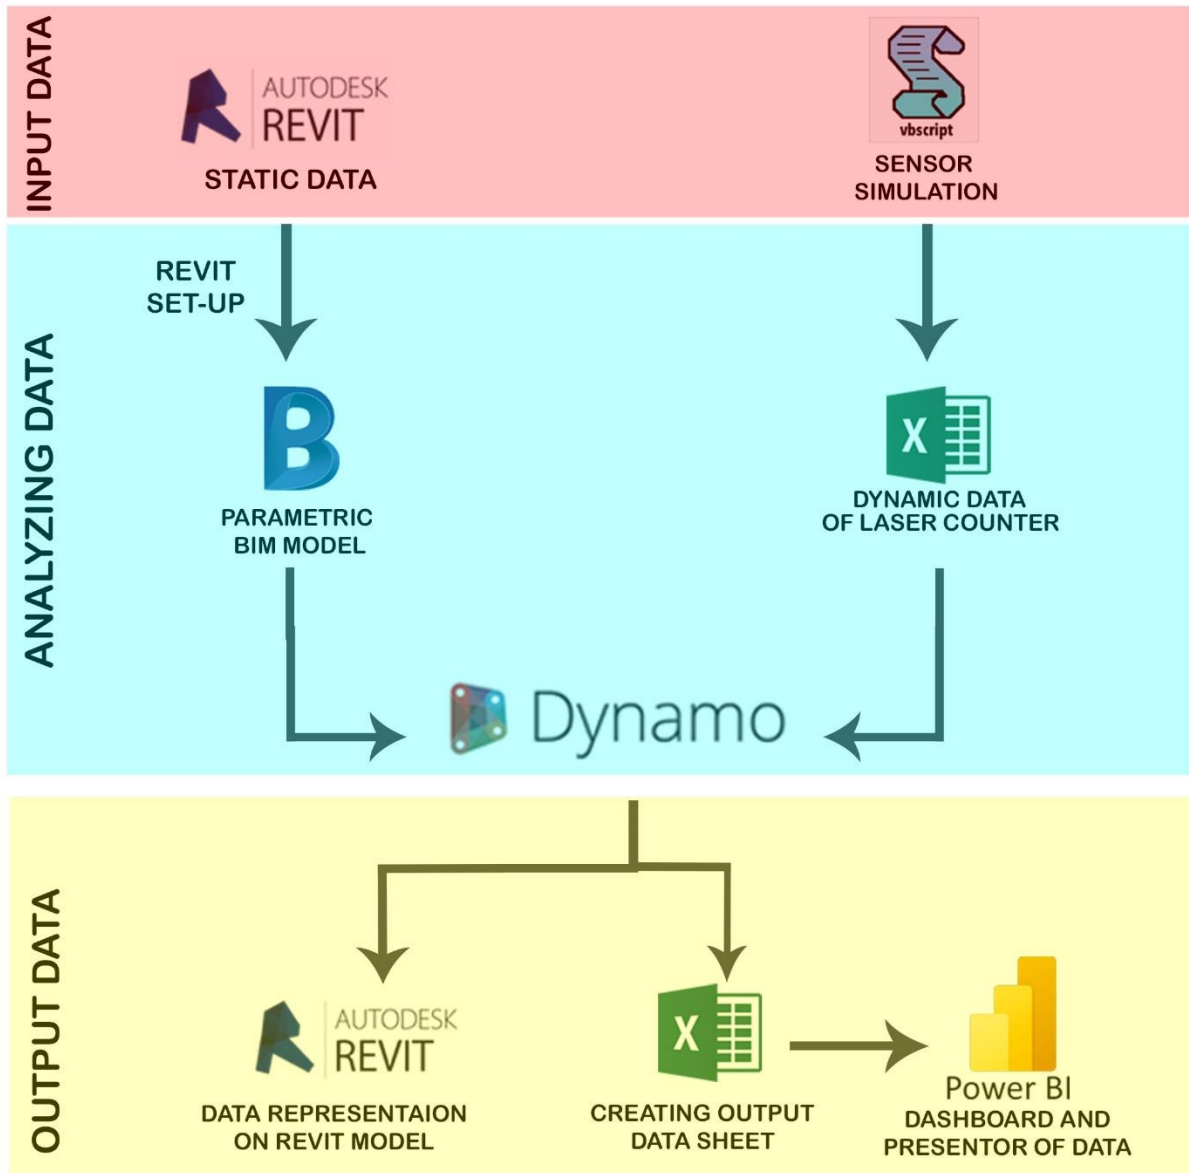 INPUT DATA
AUTODESK
REVIT
STATIC DATA
vbscript
SENSOR
SIMULATION
ANALYZING DATA
REVIT
SET-UP
B
PARAMETRIC
BIM MODEL
X
DYNAMIC DATA
OF LASER COUNTER
Dynamo
OUTPUT DATA
AUTODESK
REVIT
DATA REPRESENTAION
ON REVIT MODEL
X
CREATING OUTPUT
DATA SHEET
Power BI
DASHBOARD AND
PRESENTOR OF DATA